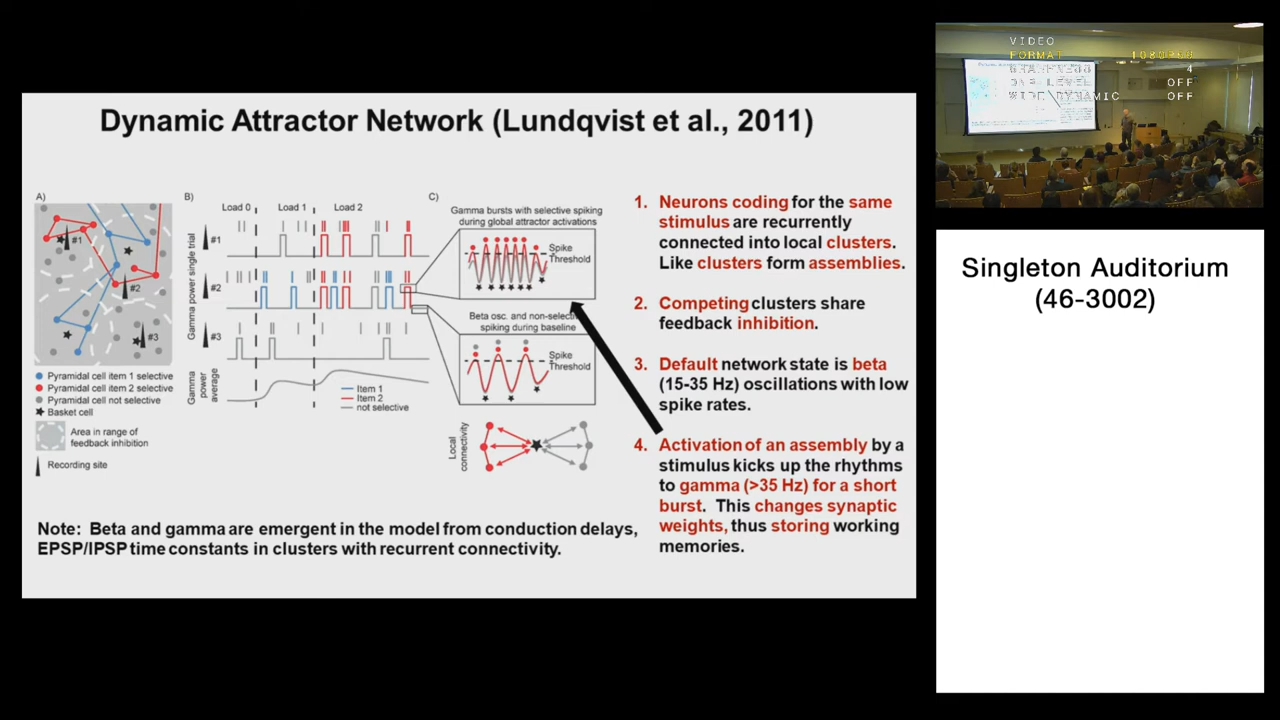 Dynamic Attractor Network (Lundqvist et al., 2011)
A)
#1
#2
#3
Pyramidal cell item 1 selective
Pyramidal cell item 2 selective
Pyramidal cell not selective
Basket cell
Area in range of
feedback inhibition
Recording site
B)
Load 0
Load 1
Load 2
Gamma power single trial
#1
#2
#3
Gamma
power
average
Item 1
Item 2
not selective
C)
Gamma bursts with selective spiking
during global attractor activations
Spike
Threshold
Beta osc. and non-selective
spiking during baseline
Spike
Threshold
Local
connectivity
1. Neurons coding for the same
stimulus are recurrently
connected into local clusters.
Like clusters form assemblies.
2. Competing clusters share
feedback inhibition.
3. Default network state is beta
(15-35 Hz) oscillations with low
spike rates.
4. Activation of an assembly by a
stimulus kicks up the rhythms
to gamma (>35 Hz) for a short
burst. This changes synaptic
weights, thus storing working
memories.
Note: Beta and gamma are emergent in the model from conduction delays,
EPSP/IPSP time constants in clusters with recurrent connectivity.
VIDEO
FORMAT
4
OFF
WIDE DYNAMIC OFF
Singleton Auditorium
(46-3002)